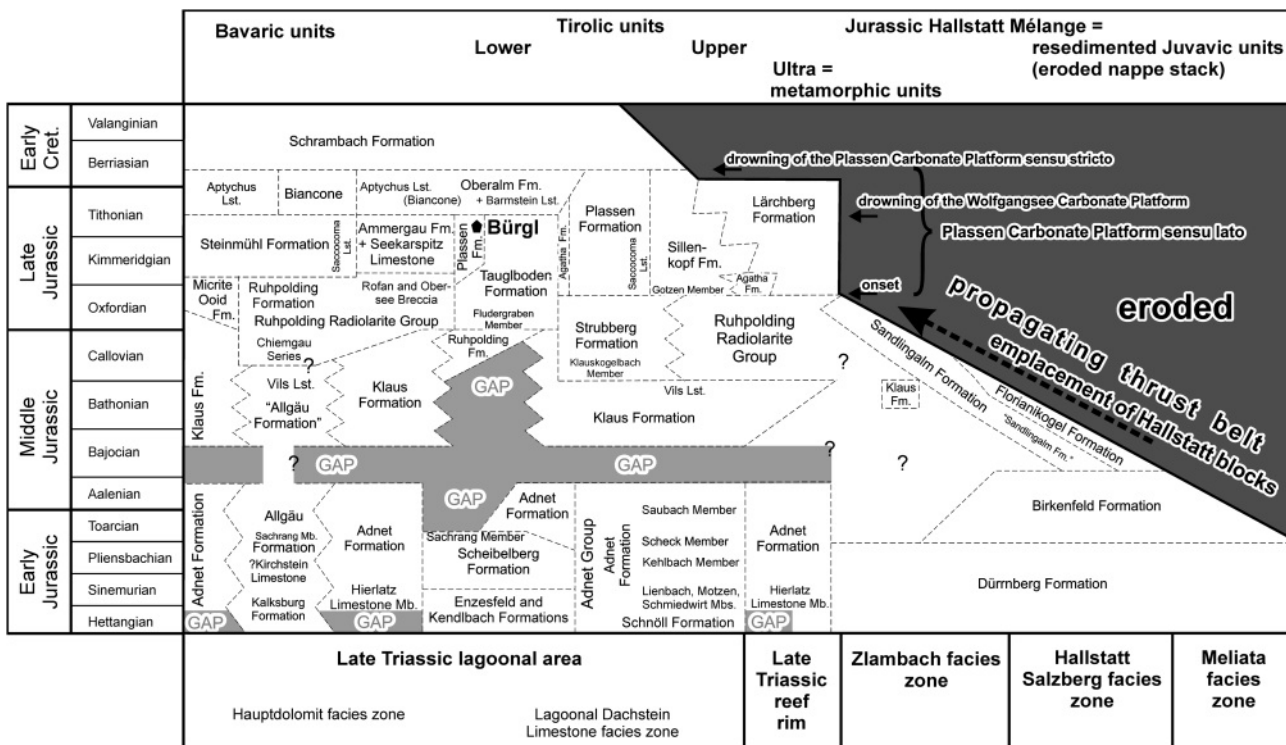 Bavaric units
Tirolic units
Lower
Upper
Ultra =
metamorphic units
Jurassic Hallstatt Mélange =
resedimented Juvavic units
(eroded nappe stack)
Early
Cret.
Valanginian
Berriasian
Late
Jurassic
Tithonian
Kimmeridgian
Oxfordian
Middle
Jurassic
Callovian
Bathonian
Bajocian
Aalenian
Early
Jurassic
Toarcian
Pliensbachian
Sinemurian
Hettangian
Schrambach Formation
Aptychus
Lst.
Biancone
Aptychus Lst.
(Biancone)
Oberalm Fm.
+ Barmstein Lst.
Steinmühl Formation
Saccocoma
Lst.
Ammergau Fm.
+ Seekarspitz
Limestone
Plassen
Fm.
Bürgl
Tauglboden
Formation
Agatha Fm.
Plassen
Formation
Saccocoma
Lst.
Sillen-
kopf Fm.
Gotzen Member
Lärchberg
Formation
Agatha
Fm.
Micrite
Ooid
Fm.
Ruhpolding
Formation
Rofan and Ober-
see Breccia
Ruhpolding Radiolarite Group
Chiemgau
Series
?
Fludergraben
Member
Ruhpolding
Fm.
Strubberg
Formation
Klauskogelbach
Member
Ruhpolding
Radiolarite
Group
Klaus Fm.
Vils Lst.
"Allgäu
Formation"
Klaus
Formation
GAP
Vils Lst.
Klaus Formation
?
GAP
GAP
GAP
?
?
?
Klaus
Fm.
Sandlingalm Formation
Florianikogel Formation
"Sandlingalm Fm."
Birkenfeld Formation
Dürrnberg Formation
drowning of the Plassen Carbonate Platform sensu stricto
drowning of the Wolfgangsee Carbonate Platform
Plassen Carbonate Platform sensu lato
onset
eroded
propagating thrust belt
emplacement of Hallstatt blocks
Adnet Formation
GAP
Allgäu
Sachrang Mb.
Formation
?Kirchstein
Limestone
Kalksburg
Formation
Adnet
Formation
Hierlatz
Limestone Mb.
GAP
Adnet
Formation
Sachrang Member
Scheibelberg
Formation
Enzesfeld and
Kendlbach Formations
Adnet Group
Adnet
Formation
Saubach Member
Scheck Member
Kehlbach Member
Lienbach, Motzen,
Schmiedwirt Mbs.
Schnöll Formation
Adnet
Formation
Hierlatz
Limestone Mb.
GAP
Late Triassic lagoonal area
Hauptdolomit facies zone
Lagoonal Dachstein
Limestone facies zone
Late
Triassic
reef
rim
Zlambach facies
zone
Hallstatt
Salzberg facies
zone
Meliata
facies
zone